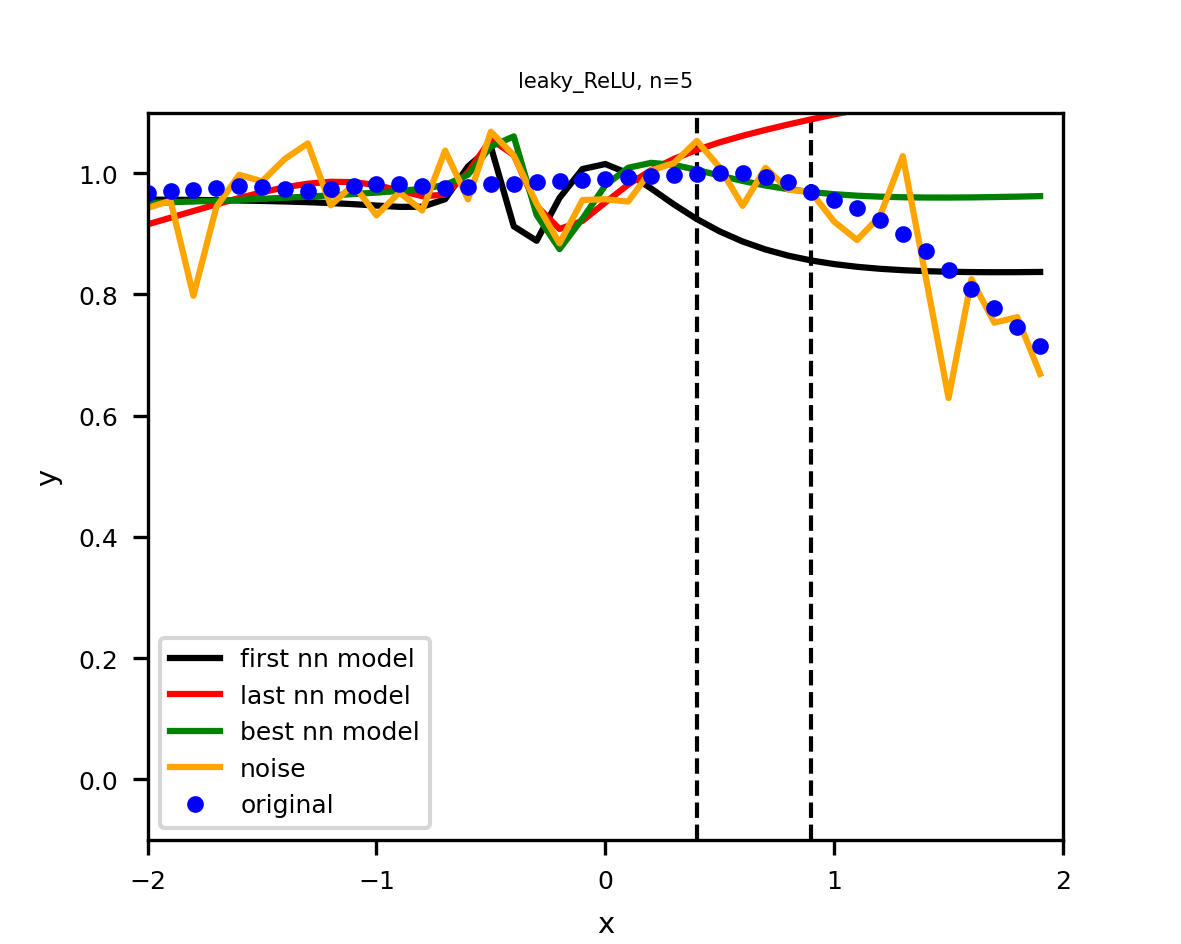 leaky_ReLU, n=5
1.0
0.8
0.6
0.4
0.2
0.0
y
first nn model
last nn model
best nn model
noise
original
−2
−1
0
1
2
x